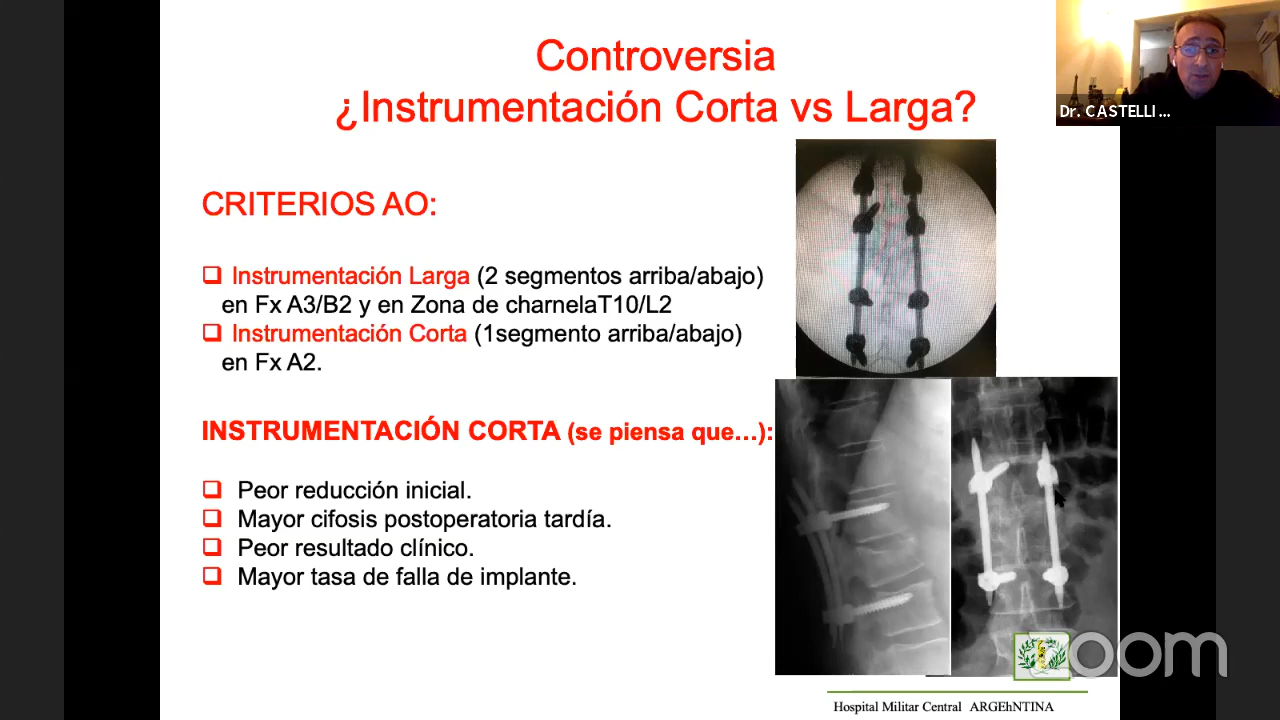 Controversia
¿Instrumentación Corta vs Larga?
Dr. CASTELLI ...
CRITERIOS AO:
Instrumentación Larga (2 segmentos arriba/abajo)
en Fx A3/B2 y en Zona de charnelaT10/L2
Instrumentación Corta (1segmento arriba/abajo)
en Fx A2.
INSTRUMENTACIÓN CORTA (se piensa que...):
Peor reducción inicial.
Mayor cifosis postoperatoria tardía.
Peor resultado clínico.
Mayor tasa de falla de implante.
zoom
Hospital Militar Central ARGEhNTINA